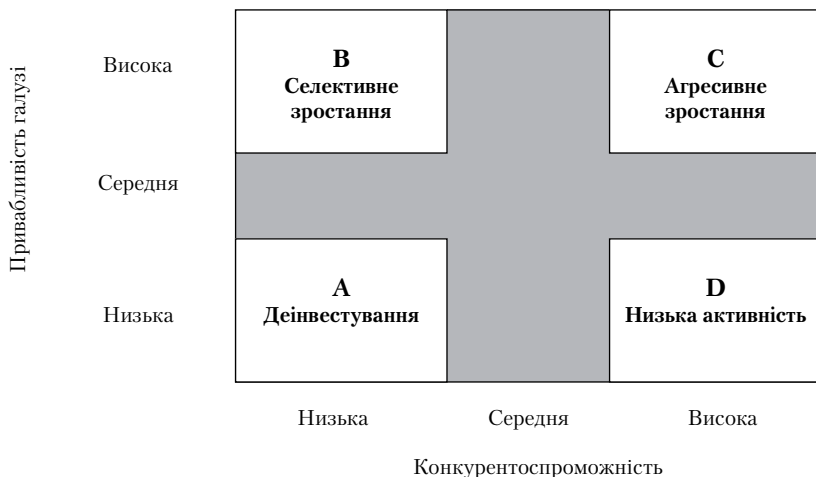 Привабливість галузі
Висока
B
Селективне
зростання
C
Агресивне
зростання
Середня
Низька
A
Деінвестування
D
Низька активність
Низька
Середня
Висока
Конкурентоспроможність